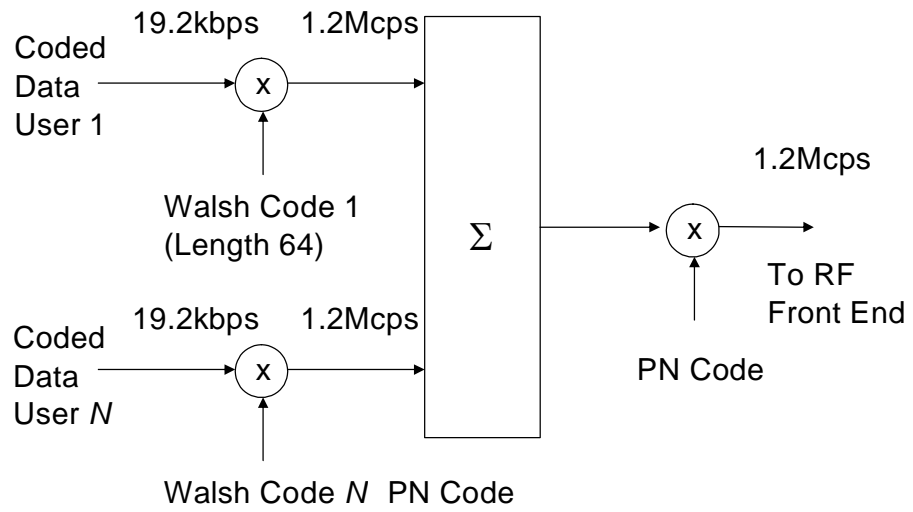 19.2kbps 1.2Mcps
Coded
Data
User 1
x
Walsh Code 1
(Length 64)
Σ
1.2Mcps
x
To RF
Front End
PN Code
19.2kbps 1.2Mcps
Coded
Data
User N
x
Walsh Code N PN Code